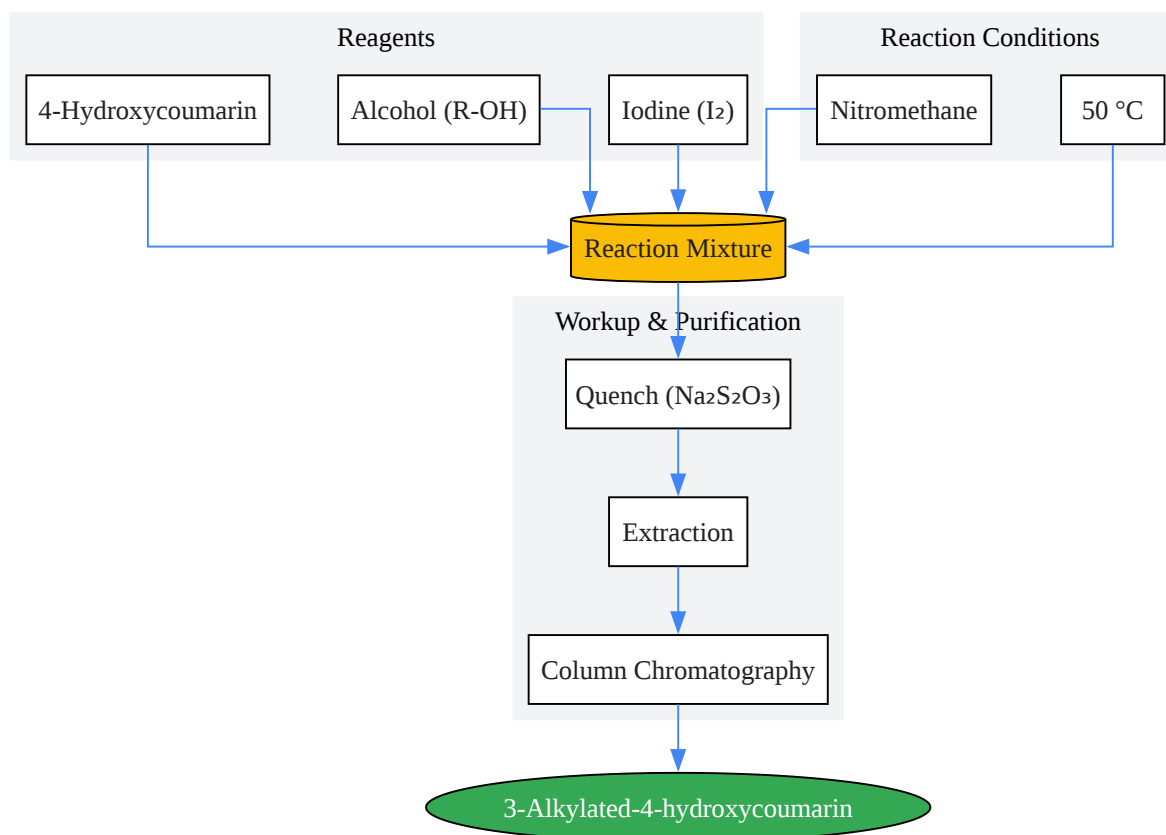 Reagents
Reaction Conditions
4-Hydroxycoumarin
Alcohol (R-OH)
Iodine (I₂)
Nitromethane
50 °C
Reaction Mixture
Workup & Purification
Quench (Na₂S₂O₃)
Extraction
Column Chromatography
3-Alkylated-4-hydroxycoumarin